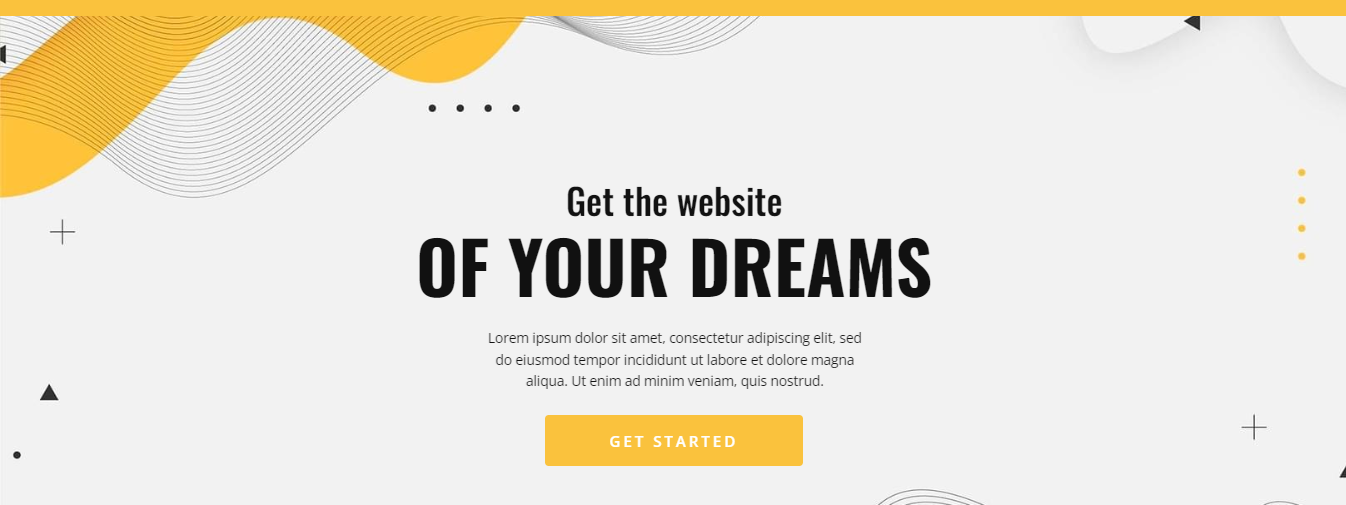 Get the website
OF YOUR DREAMS
Lorem ipsum dolor sit amet, consectetur adipiscing elit, sed
do eiusmod tempor incididunt ut labore et dolore magna
aliqua. Ut enim ad minim veniam, quis nostrud.
GET STARTED